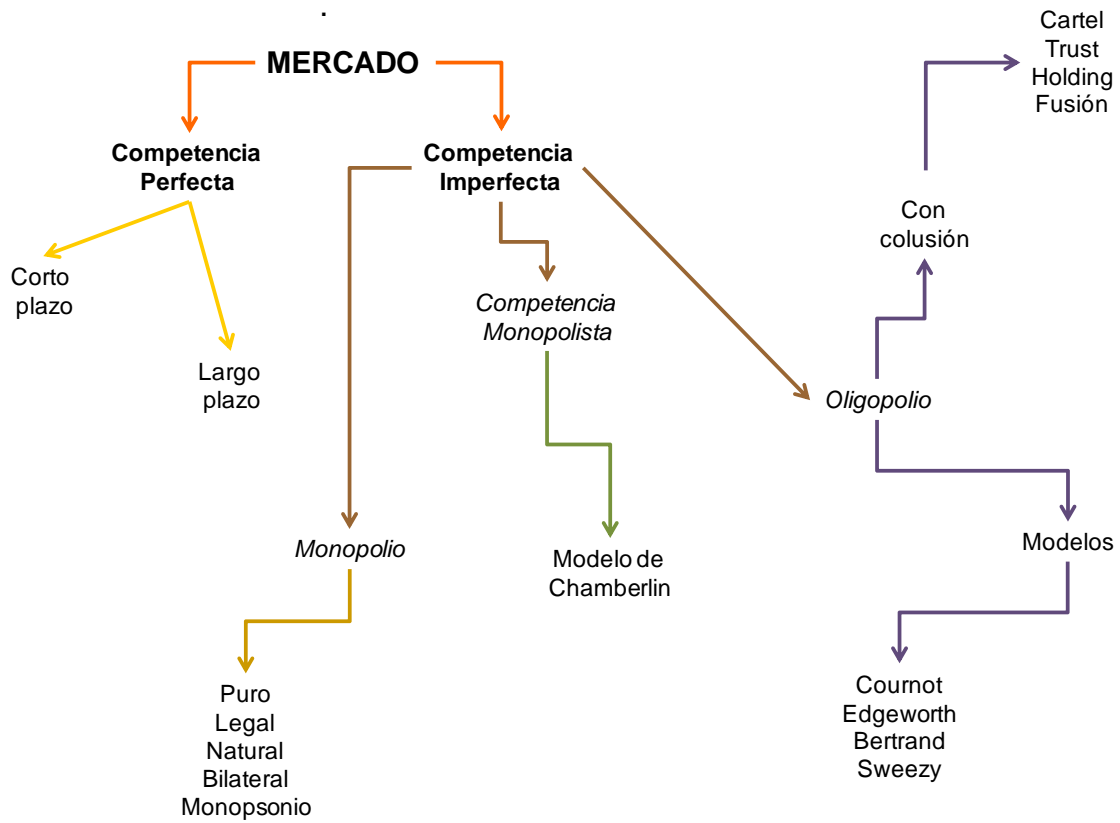 .
MERCADO
Competencia
Perfecta
Corto
plazo
Largo
plazo
Competencia
Imperfecta
Monopolio
Puro
Legal
Natural
Bilateral
Monopsonio
Competencia
Monopolista
Modelo de
Chamberlin
Oligopolio
Con
colusión
Cartel
Trust
Holding
Fusión
Modelos
Cournot
Edgeworth
Bertrand
Sweezy